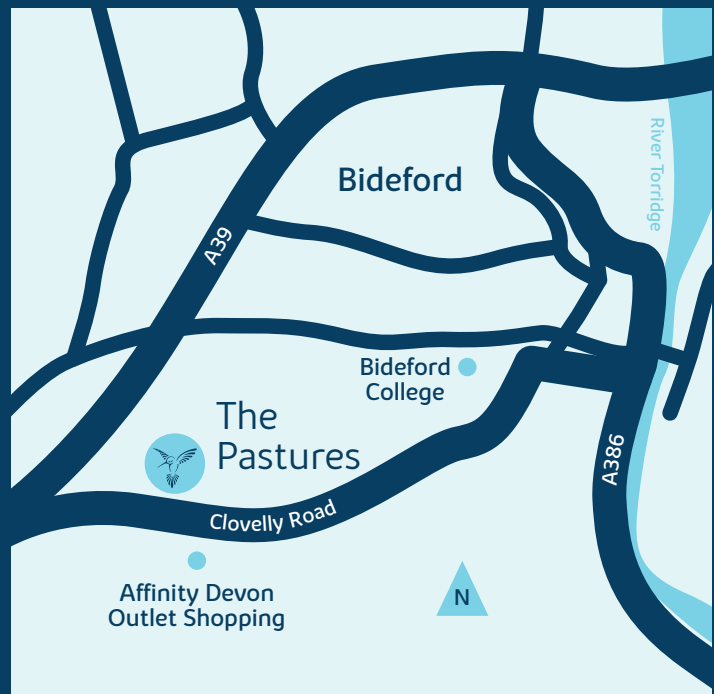 River Torridge
Bideford
A39
Bideford
College
The
Pastures
A386
Clovelly Road
Affinity Devon
Outlet Shopping
N